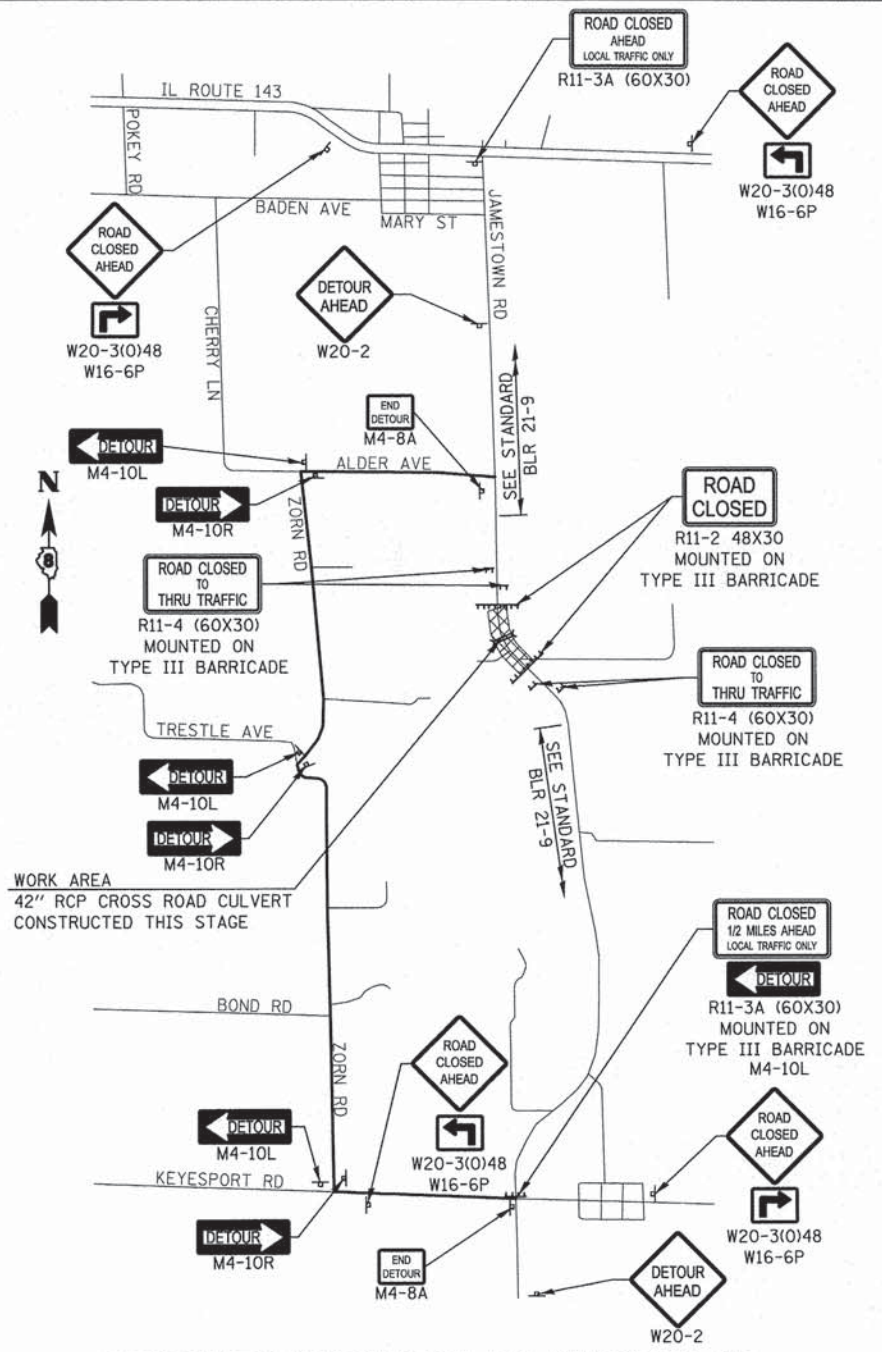 ROAD CLOSED
AHEAD
LOCAL TRAFFIC ONLY
R11-3A (60X30)
ROAD
CLOSED
AHEAD
W20-3(O)48
W16-6P
IL ROUTE 143
POKEY RD
BADEN AVE
MARY ST
JAMESTOWN RD
ROAD
CLOSED
AHEAD
W20-3(O)48
W16-6P
CHERRY LN
DETOUR
AHEAD
W20-2
END
DETOUR
M4-8A
SEE STANDARD
BLR 21-9
DETOUR
M4-10L
ALDER AVE
N
8
DETOUR
M4-10R
ZORN RD
ROAD
CLOSED
R11-2 48X30
MOUNTED ON
TYPE III BARRICADE
ROAD CLOSED
TO
THRU TRAFFIC
R11-4 (60X30)
MOUNTED ON
TYPE III BARRICADE
ROAD CLOSED
TO
THRU TRAFFIC
R11-4 (60X30)
MOUNTED ON
TYPE III BARRICADE
TRESTLE AVE
DETOUR
M4-10L
DETOUR
M4-10R
SEE STANDARD
BLR 21-9
WORK AREA
42" RCP CROSS ROAD CULVERT
CONSTRUCTED THIS STAGE
ROAD CLOSED
1/2 MILES AHEAD
LOCAL TRAFFIC ONLY
DETOUR
R11-3A (60X30)
MOUNTED ON
TYPE III BARRICADE
M4-10L
BOND RD
ZORN RD
ROAD
CLOSED
AHEAD
W20-3(O)48
W16-6P
DETOUR
M4-10L
KEYESPORT RD
DETOUR
M4-10R
END
DETOUR
M4-8A
ROAD
CLOSED
AHEAD
W20-3(O)48
W16-6P
DETOUR
AHEAD
W20-2